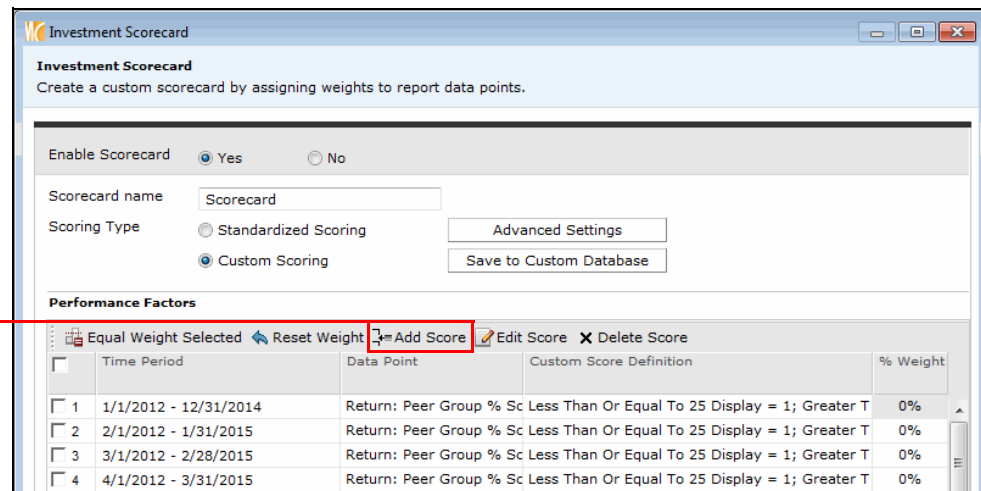 Investment Scorecard
Investment Scorecard
Create a custom scorecard by assigning weights to report data points.
Enable Scorecard Yes No
Scorecard name Scorecard
Scoring Type Standardized Scoring Advanced Settings
Custom Scoring Save to Custom Database
Performance Factors
Equal Weight Selected Reset Weight Add Score Edit Score Delete Score
Time Period Data Point Custom Score Definition % Weight
1 1/1/2012 - 12/31/2014 Return: Peer Group % Sc Less Than Or Equal To 25 Display = 1; Greater T 0%
2 2/1/2012 - 1/31/2015 Return: Peer Group % Sc Less Than Or Equal To 25 Display = 1; Greater T 0%
3 3/1/2012 - 2/28/2015 Return: Peer Group % Sc Less Than Or Equal To 25 Display = 1; Greater T 0%
4 4/1/2012 - 3/31/2015 Return: Peer Group % Sc Less Than Or Equal To 25 Display = 1; Greater T 0%